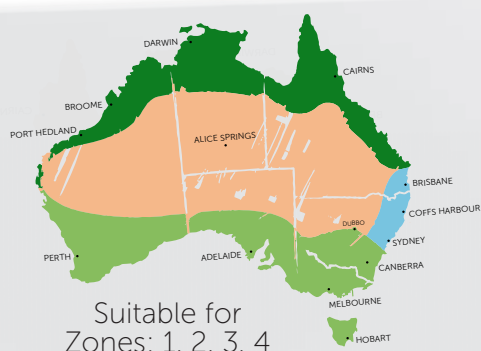 DARWIN
CAIRNS
BROOME
PORT HEDLAND
ALICE SPRINGS
BRISBANE
COFFS HARBOUR
DUBBO
SYDNEY
PERTH
ADELAIDE
CANBERRA
MELBOURNE
HOBART
Suitable for
Zones: 1, 2, 3, 4